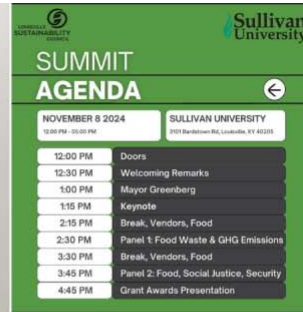 LOUISVILLE
SUSTAINABILITY
COUNCIL
Sullivan
University
SUMMIT
AGENDA
NOVEMBER 8 2024
12:00 PM - 05:00 PM
SULLIVAN UNIVERSITY
3101 Bardstown Rd, Louisville, KY 40205
12:00 PM Doors
12:30 PM Welcoming Remarks
1:00 PM Mayor Greenberg
1:15 PM Keynote
2:15 PM Break, Vendors, Food
2:30 PM Panel 1: Food Waste & GHG Emissions
3:30 PM Break, Vendors, Food
3:45 PM Panel 2: Food, Social Justice, Security
4:45 PM Grant Awards Presentation